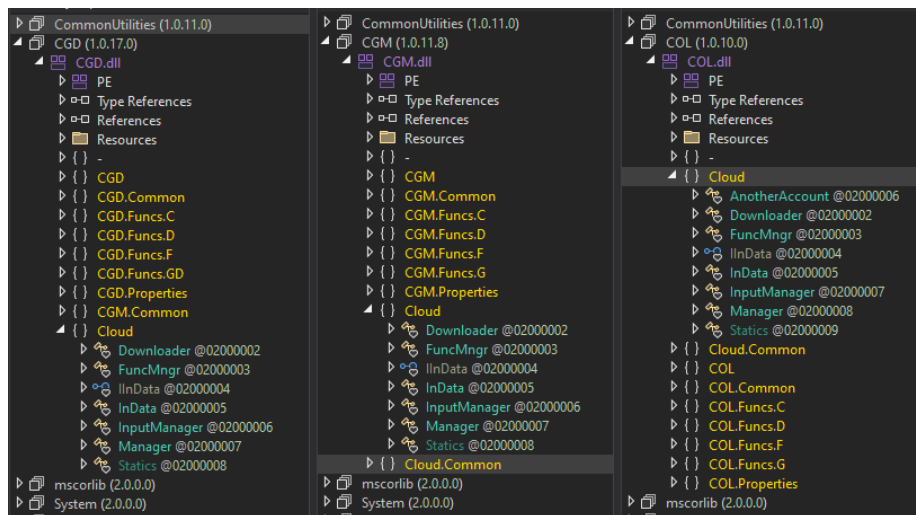 CommonUtilities (1.0.11.0)
CGD (1.0.17.0)
CGD.dll
PE
Type References
References
Resources
{ } -
{ } CGD
{ } CGD.Common
{ } CGD.Funcs.C
{ } CGD.Funcs.D
{ } CGD.Funcs.F
{ } CGD.Funcs.GD
{ } CGD.Properties
{ } CGM.Common
{ } Cloud
Downloader @02000002
FuncMngr @02000003
IInData @02000004
InData @02000005
InputManager @02000006
Manager @02000007
Statics @02000008
mscorlib (2.0.0.0)
System (2.0.0.0)
CommonUtilities (1.0.11.0)
CGM (1.0.11.8)
CGM.dll
PE
Type References
References
Resources
{ } -
{ } CGM
{ } CGM.Common
{ } CGM.Funcs.C
{ } CGM.Funcs.D
{ } CGM.Funcs.F
{ } CGM.Funcs.G
{ } CGM.Properties
{ } Cloud
Downloader @02000002
FuncMngr @02000003
IInData @02000004
InData @02000005
InputManager @02000006
Manager @02000007
Statics @02000008
{ } Cloud.Common
mscorlib (2.0.0.0)
System (2.0.0.0)
CommonUtilities (1.0.11.0)
COL (1.0.10.0)
COL.dll
PE
Type References
References
Resources
{ } -
{ } Cloud
AnotherAccount @02000006
Downloader @02000002
FuncMngr @02000003
IInData @02000004
InData @02000005
InputManager @02000007
Manager @02000008
Statics @02000009
{ } Cloud.Common
{ } COL
{ } COL.Common
{ } COL.Funcs.C
{ } COL.Funcs.D
{ } COL.Funcs.F
{ } COL.Funcs.G
{ } COL.Properties
mscorlib (2.0.0.0)